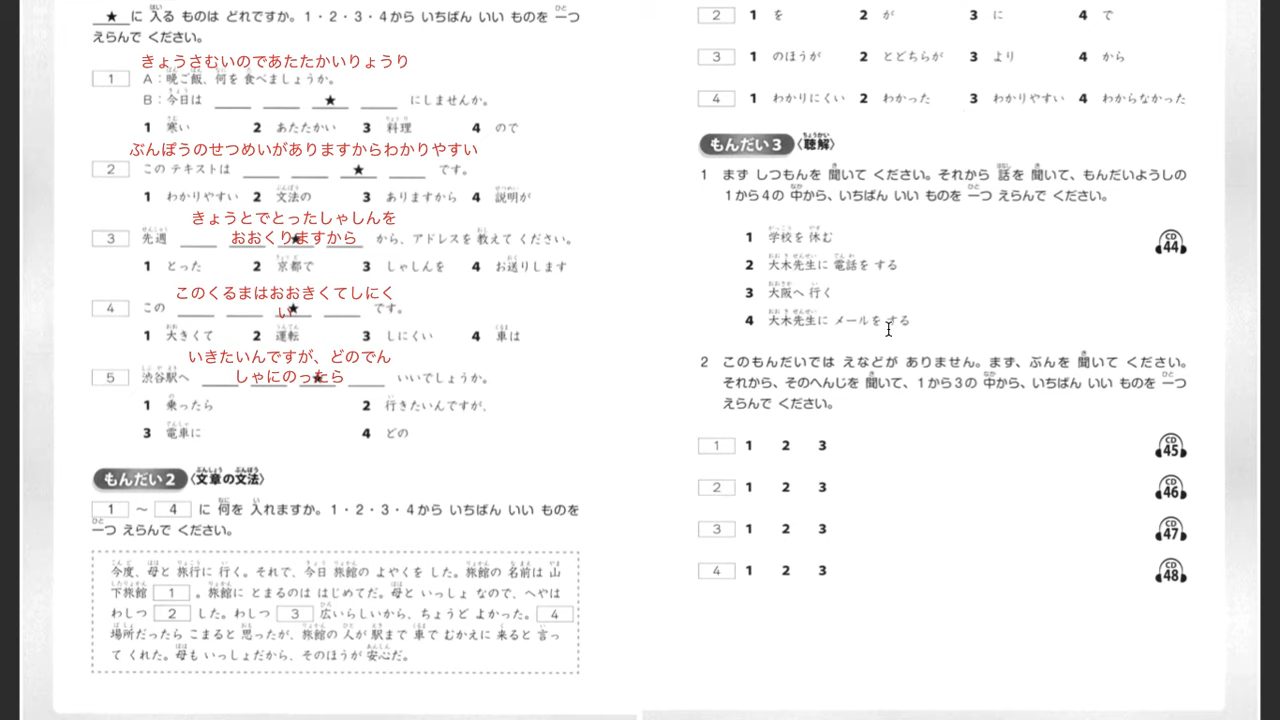 ★ に 入る ものは どれですか。1・2・3・4から いちばん いい ものを 一つ
えらんで ください。
きょうさむいのであたたかいりょうり
1 A：晩ご飯、何を 食べましょうか。
B：今日は ____ ____ ★ ____ にしませんか。
1 寒い 2 あたたかい 3 料理 4 ので
ぶんぽうのせつめいがありますからわかりやすい
2 この テキストは ____ ____ ★ ____ です。
1 わかりやすい 2 文法の 3 ありますから 4 説明が
きょうとでとったしゃしんを
おおくりますから
3 先週 ____ ____ ★ ____ から、アドレスを 教えて ください。
1 とった 2 京都で 3 しゃしんを 4 お送りします
このくるまはおおきくてしにく
い
4 この ____ ____ ★ ____ です。
1 大きくて 2 運転 3 しにくい 4 車は
いきたいんですが、どのでん
しゃにのったら
5 渋谷駅へ ____ ____ ★ ____ いいでしょうか。
1 乗ったら 2 行きたいんですが、
3 電車に 4 どの
もんだい2〈文章の文法〉
1 ～ 4 に 何を 入れますか。1・2・3・4から いちばん いい ものを
一つ えらんで ください。
今度、母と 旅行に 行く。それで、今日 旅館の よやくを した。旅館の 名前は 山
下旅館 1 。旅館に とまるのは はじめてだ。母と いっしょ なので、へやは
わしつ 2 した。わしつ 3 広いらしいから、ちょうど よかった。 4
場所だったら こまると 思ったが、旅館の 人が 駅まで 車で むかえに 来ると 言っ
て くれた。母も いっしょだから、そのほうが 安心だ。
2 1 を 2 が 3 に 4 で
3 1 のほうが 2 とどちらが 3 より 4 から
4 1 わかりにくい 2 わかった 3 わかりやすい 4 わからなかった
もんだい3〈聴解〉
1 まず しつもんを 聞いて ください。それから 話を 聞いて、もんだいようしの
1から4の 中から、いちばん いい ものを 一つ えらんで ください。
1 学校を 休む
CD 44
2 大木先生に 電話を する
3 大阪へ 行く
4 大木先生に メールを する
2 このもんだいでは えなどが ありません。まず、ぶんを 聞いて ください。
それから、そのへんじを 聞いて、1から3の 中から、いちばん いい ものを 一つ
えらんで ください。
1 1 2 3 CD 45
2 1 2 3 CD 46
3 1 2 3 CD 47
4 1 2 3 CD 48